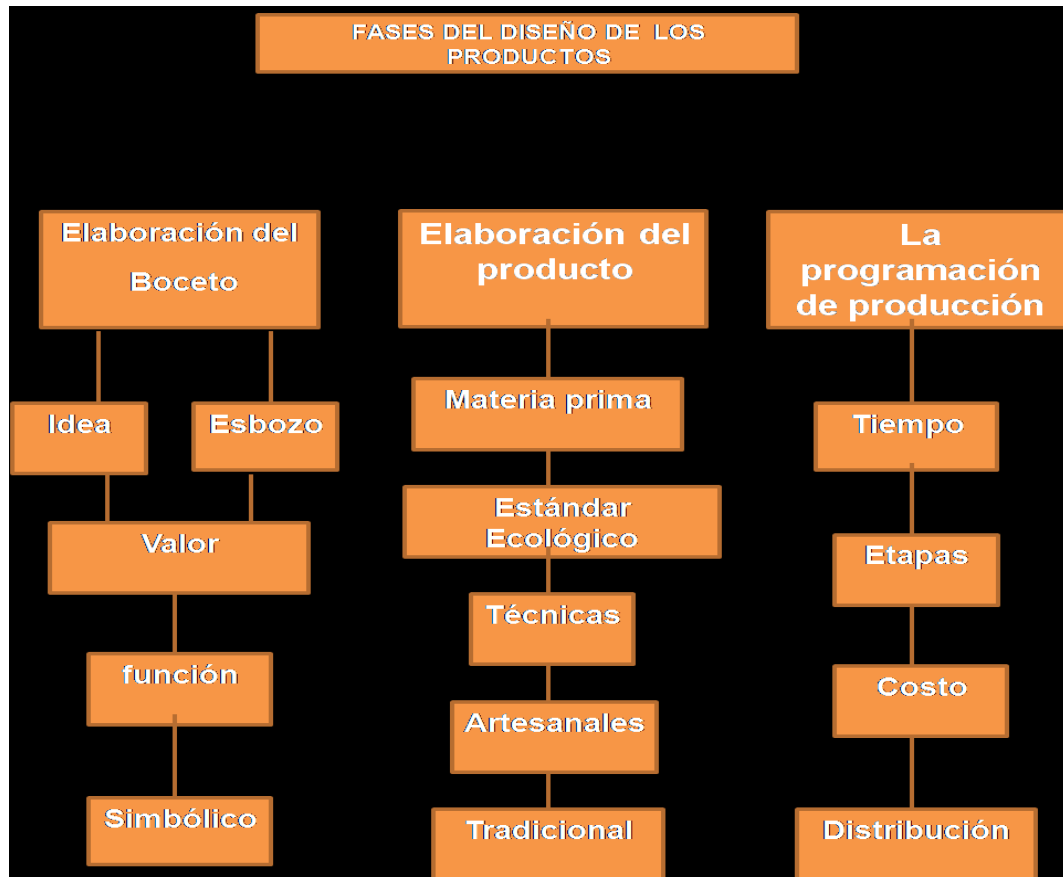 FASES DEL DISEÑO DE LOS
PRODUCTOS
Elaboración del
Boceto
Idea
Esbozo
Valor
función
Simbólico
Elaboración del
producto
Materia prima
Estándar
Ecológico
Técnicas
Artesanales
Tradicional
La
programación
de producción
Tiempo
Etapas
Costo
Distribución